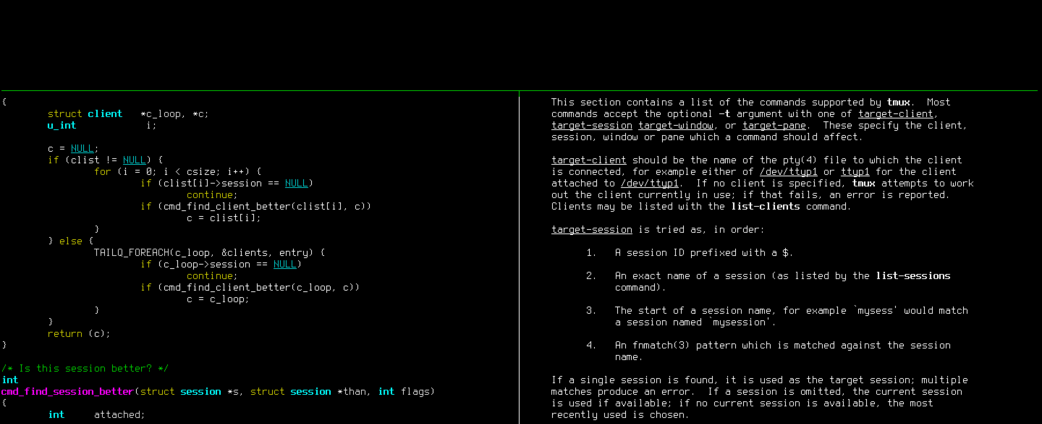 {
struct client *c_loop, *c;
u_int i;
c = NULL;
if (clist != NULL) {
for (i = 0; i < csize; i++) {
if (clist[i]->session == NULL)
continue;
if (cmd_find_client_better(clist[i], c))
c = clist[i];
}
} else {
TAILQ_FOREACH(c_loop, &clients, entry) {
if (c_loop->session == NULL)
continue;
if (cmd_find_client_better(c_loop, c))
c = c_loop;
}
}
return (c);
}
/* Is this session better? */
int
cmd_find_session_better(struct session *s, struct session *than, int flags)
{
int attached;
This section contains a list of the commands supported by tmux.  Most
commands accept the optional -t argument with one of target-client,
target-session target-window, or target-pane.  These specify the client,
session, window or pane which a command should affect.
target-client should be the name of the pty(4) file to which the client
is connected, for example either of /dev/ttyp1 or ttyp1 for the client
attached to /dev/ttyp1.  If no client is specified, tmux attempts to work
out the client currently in use; if that fails, an error is reported.
Clients may be listed with the list-clients command.
target-session is tried as, in order:
1. A session ID prefixed with a $.
2. An exact name of a session (as listed by the list-sessions
command).
3. The start of a session name, for example `mysess' would match
a session named `mysession'.
4. An fnmatch(3) pattern which is matched against the session
name.
If a single session is found, it is used as the target session; multiple
matches produce an error.  If a session is omitted, the current session
is used if available; if no current session is available, the most
recently used is chosen.